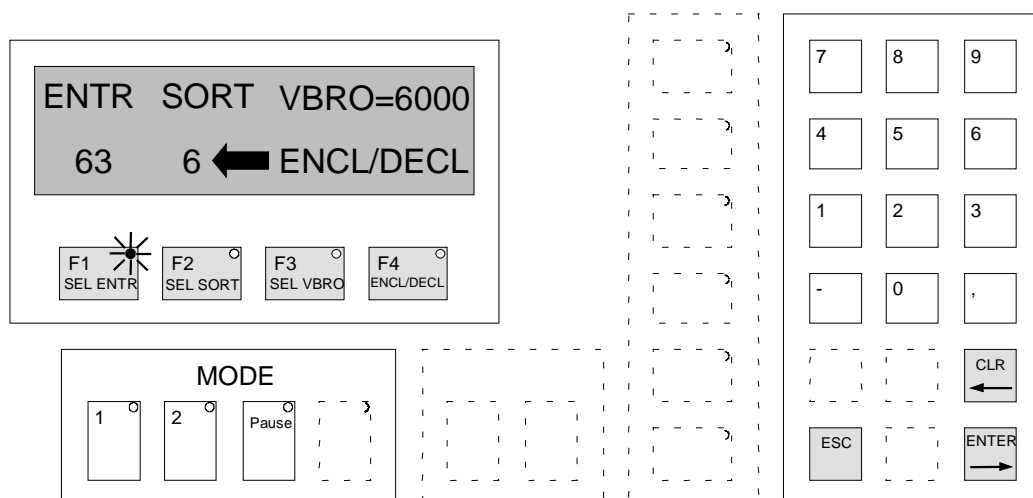 ENTR SORT VBRO=6000
63 6 ENCL/DECL
F1 SEL ENTR
F2 SEL SORT
F3 SEL VBRO
F4 ENCL/DECL
MODE
1 2 Pause
7 8 9
4 5 6
1 2 3
- 0 ,
CLR
ESC ENTER